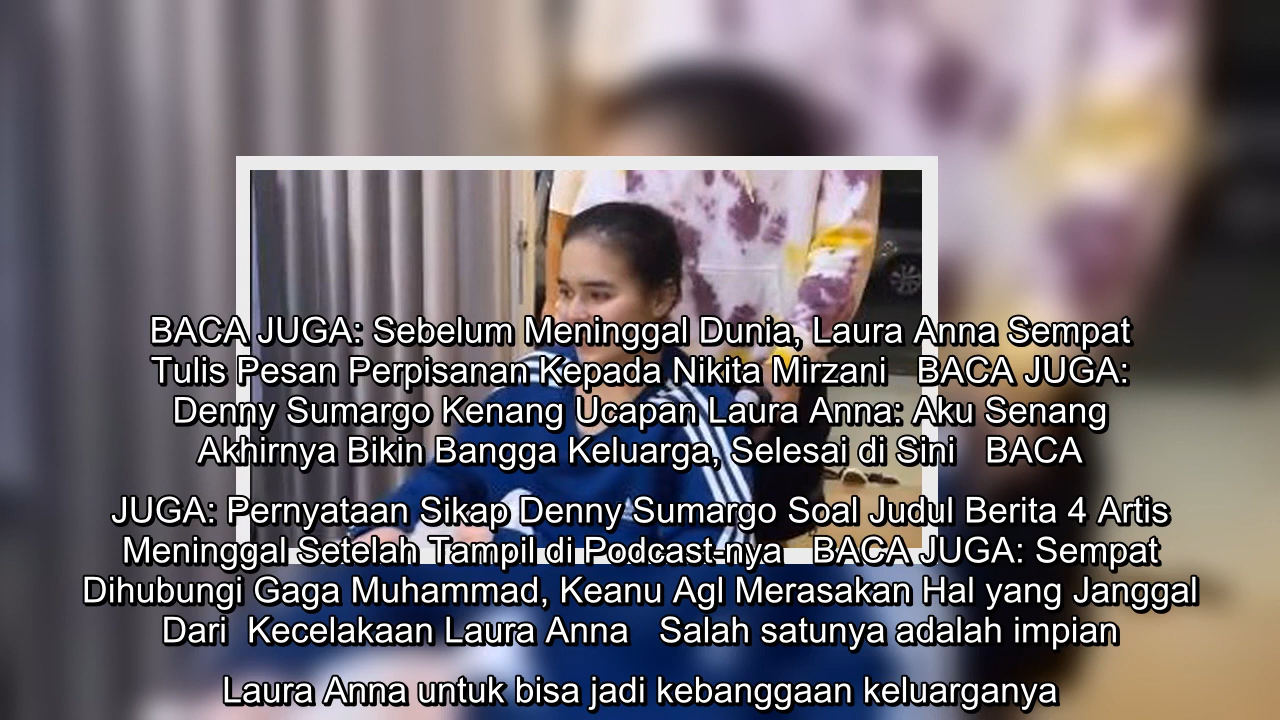 BACA JUGA: Sebelum Meninggal Dunia, Laura Anna Sempat
Tulis Pesan Perpisanan Kepada Nikita Mirzani   BACA JUGA:
Denny Sumargo Kenang Ucapan Laura Anna: Aku Senang
Akhirnya Bikin Bangga Keluarga, Selesai di Sini   BACA
JUGA: Pernyataan Sikap Denny Sumargo Soal Judul Berita 4 Artis
Meninggal Setelah Tampil di Podcast-nya   BACA JUGA: Sempat
Dihubungi Gaga Muhammad, Keanu Agl Merasakan Hal yang Janggal
Dari  Kecelakaan Laura Anna   Salah satunya adalah impian
Laura Anna untuk bisa jadi kebanggaan keluarganya